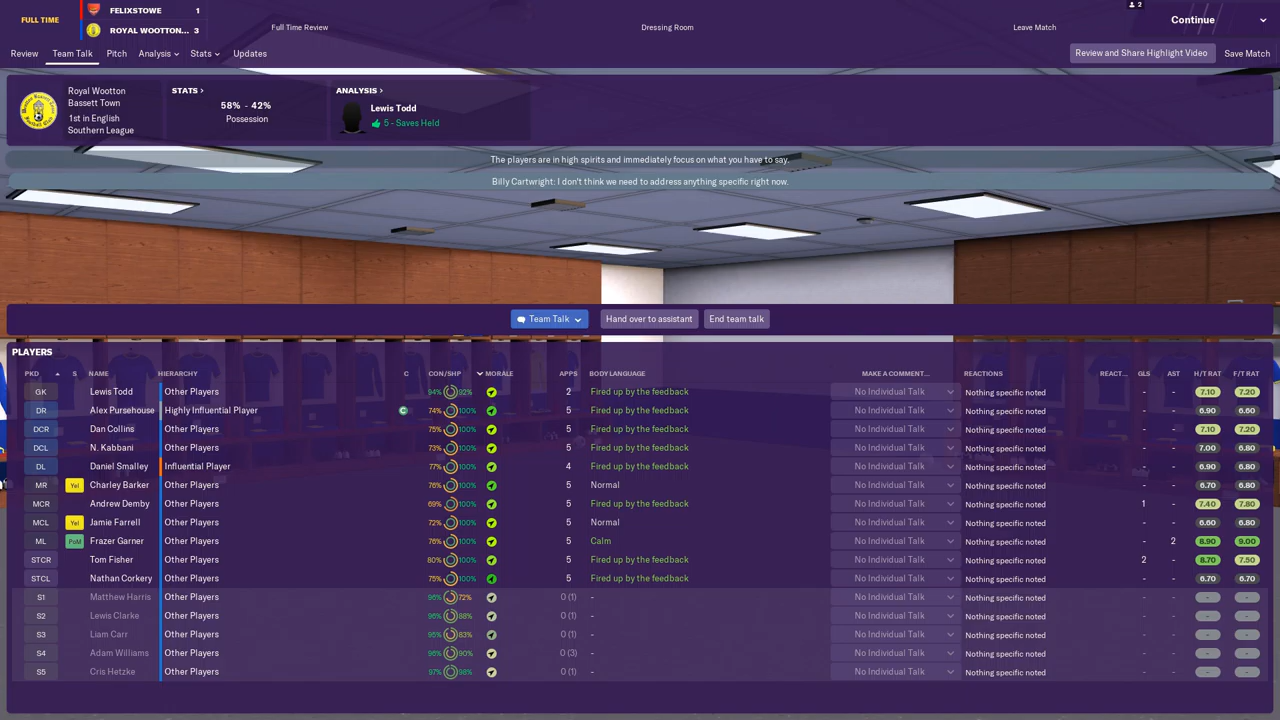 FULL TIME
FELIXSTOWE 1
ROYAL WOOTTON... 3
Full Time Review
Dressing Room
Leave Match
2
Continue
Review
Team Talk
Pitch
Analysis
Stats
Updates
Review and Share Highlight Video
Save Match
Royal Wootton
Bassett Town
1st in English
Southern League
STATS
58% - 42%
Possession
ANALYSIS
Lewis Todd
5 - Saves Held
The players are in high spirits and immediately focus on what you have to say.
Billy Cartwright: I don't think we need to address anything specific right now.
Team Talk
Hand over to assistant
End team talk
PLAYERS
PKD S NAME HIERARCHY C CON/SHP MORALE APPS BODY LANGUAGE MAKE A COMMENT... REACTIONS REACT... GLS AST H/T RAT F/T RAT
GK Lewis Todd Other Players 94% 92% 2 Fired up by the feedback No Individual Talk Nothing specific noted - - 7.10 7.20
DR Alex Pursehouse Highly Influential Player C 74% 100% 5 Fired up by the feedback No Individual Talk Nothing specific noted - - 6.90 6.60
DCR Dan Collins Other Players 75% 100% 5 Fired up by the feedback No Individual Talk Nothing specific noted - - 7.10 7.20
DCL N. Kabbani Other Players 73% 100% 5 Fired up by the feedback No Individual Talk Nothing specific noted - - 7.00 6.80
DL Daniel Smalley Influential Player 77% 100% 4 Fired up by the feedback No Individual Talk Nothing specific noted - - 6.90 6.80
MR Yel Charley Barker Other Players 76% 100% 5 Normal No Individual Talk Nothing specific noted - - 6.70 6.80
MCR Andrew Demby Other Players 69% 100% 5 Fired up by the feedback No Individual Talk Nothing specific noted 1 - 7.40 7.80
MCL Yel Jamie Farrell Other Players 72% 100% 5 Normal No Individual Talk Nothing specific noted - - 6.60 6.80
ML PoM Frazer Garner Other Players 76% 100% 5 Calm No Individual Talk Nothing specific noted - 2 8.90 9.00
STCR Tom Fisher Other Players 80% 100% 5 Fired up by the feedback No Individual Talk Nothing specific noted 2 - 8.70 7.50
STCL Nathan Corkery Other Players 75% 100% 5 Fired up by the feedback No Individual Talk Nothing specific noted - - 6.70 6.70
S1 Matthew Harris Other Players 96% 72% 0 (1) - No Individual Talk Nothing specific noted - - - -
S2 Lewis Clarke Other Players 96% 88% 0 (1) - No Individual Talk Nothing specific noted - - - -
S3 Liam Carr Other Players 95% 83% 0 (1) - No Individual Talk Nothing specific noted - - - -
S4 Adam Williams Other Players 96% 90% 0 (3) - No Individual Talk Nothing specific noted - - - -
S5 Cris Hetzke Other Players 97% 98% 0 (1) - No Individual Talk Nothing specific noted - - - -